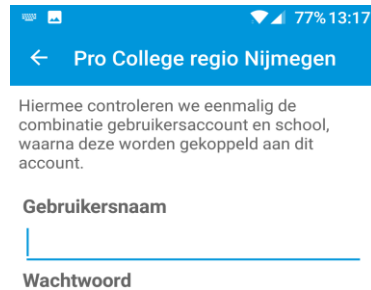 77% 13:17
Pro College regio Nijmegen
Hiermee controleren we eenmalig de
combinatie gebruikersaccount en school,
waarna deze worden gekoppeld aan dit
account.
Gebruikersnaam
Wachtwoord